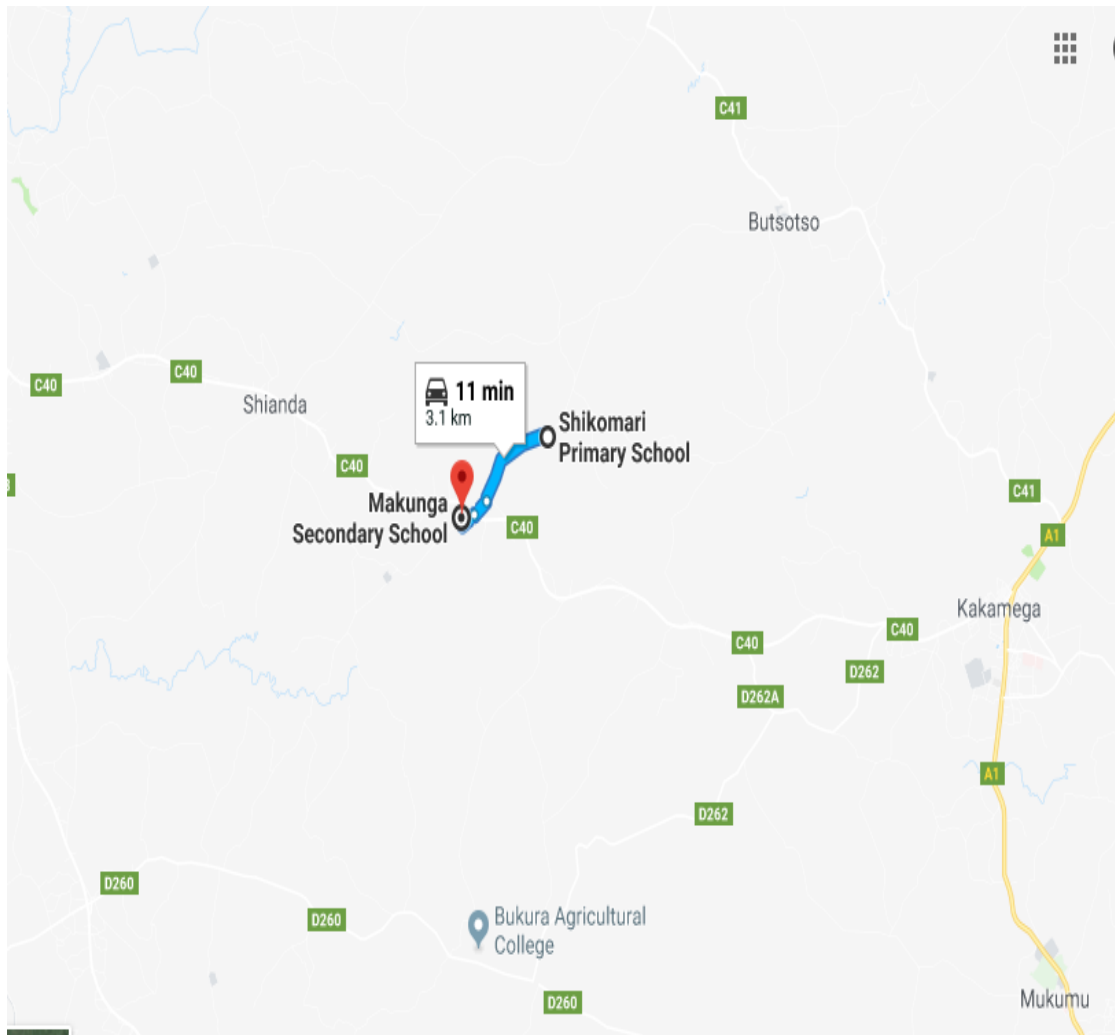 C41
Butsotso
C40
C40
Shianda
11 min
3.1 km
Shikomari
Primary School
C40
Makunga
Secondary School
C40
C41
A1
Kakamega
C40
C40
D262
D262A
A1
D262
D260
D260
Bukura Agricultural
College
D260
Mukumu